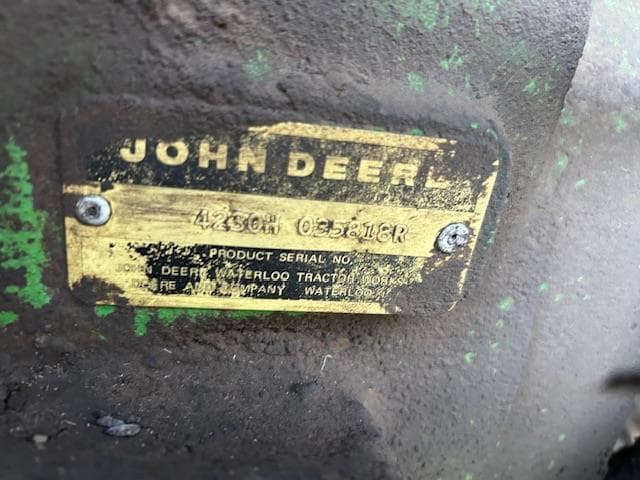 JOHN DEERE
4230H 035818R
PRODUCT SERIAL NO.
JOHN DEERE WATERLOO TRACTOR WORKS
DEERE AND COMPANY WATERLOO